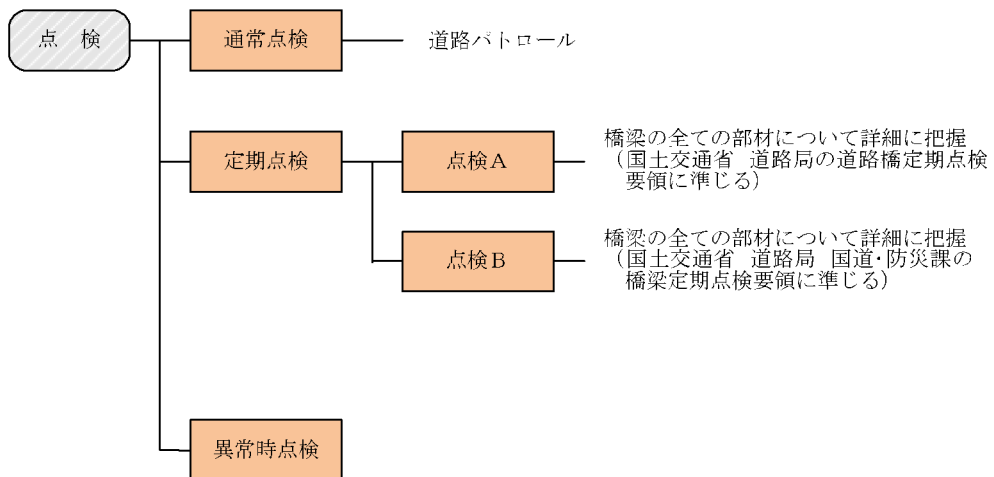 点　検
通常点検
道路パトロール
定期点検
点検A
橋梁の全ての部材について詳細に把握
（国土交通省　道路局の道路橋定期点検
要領に準じる）
点検B
橋梁の全ての部材について詳細に把握
（国土交通省　道路局　国道・防災課の
橋梁定期点検要領に準じる）
異常時点検